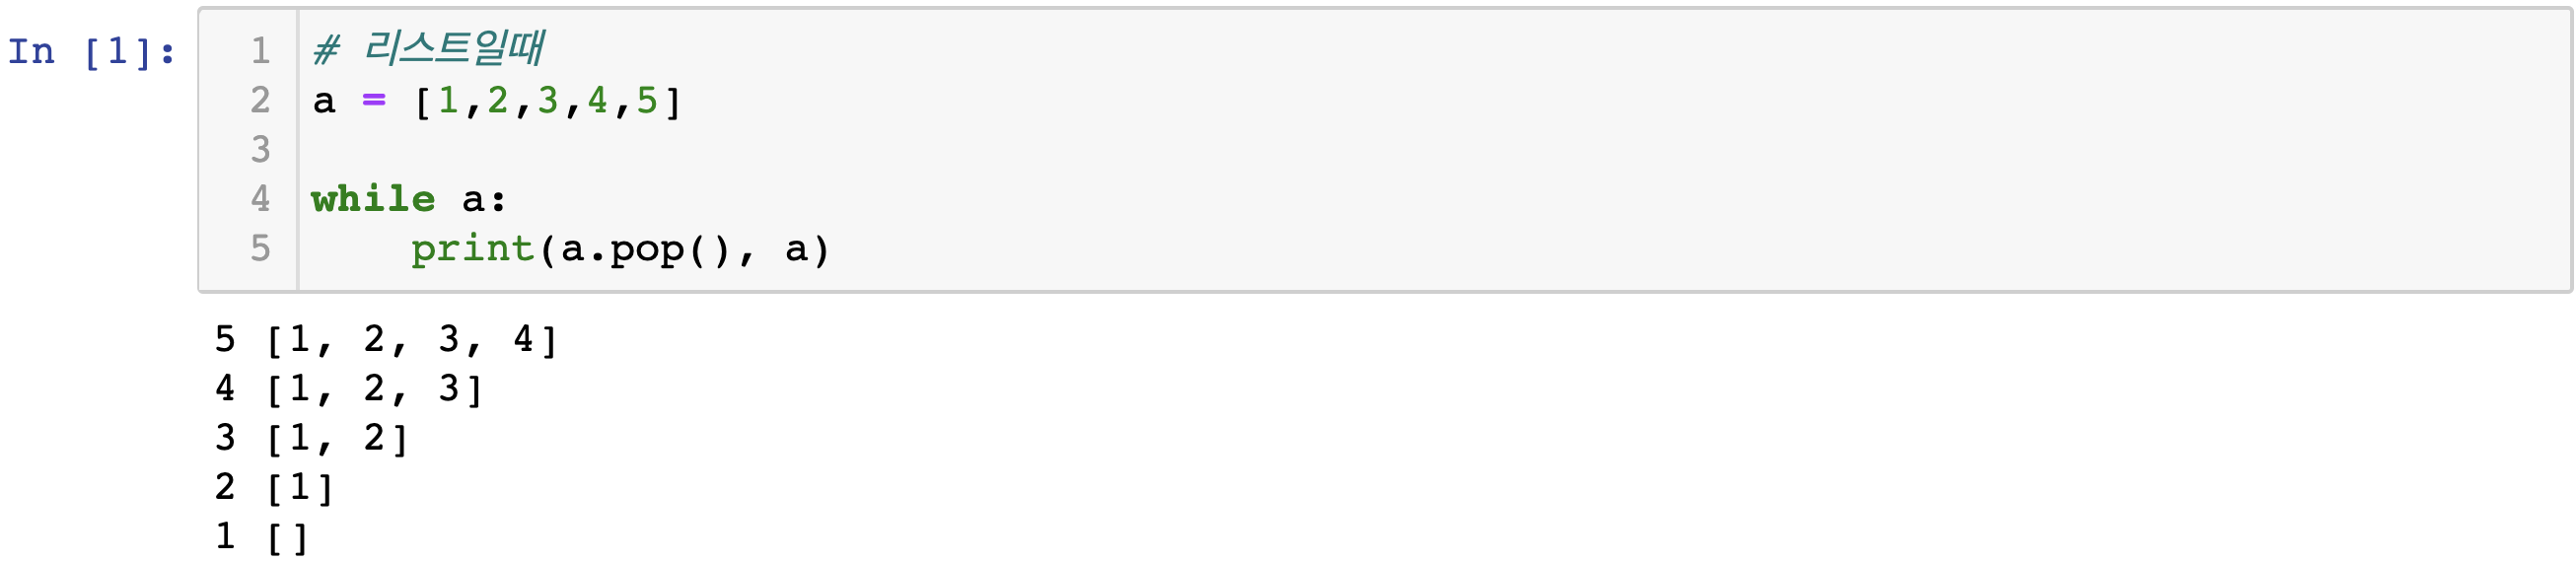 In [1]:
1 # 리스트일때
2 a = [1,2,3,4,5]
3
4 while a:
5     print(a.pop(), a)
5 [1, 2, 3, 4]
4 [1, 2, 3]
3 [1, 2]
2 [1]
1 []